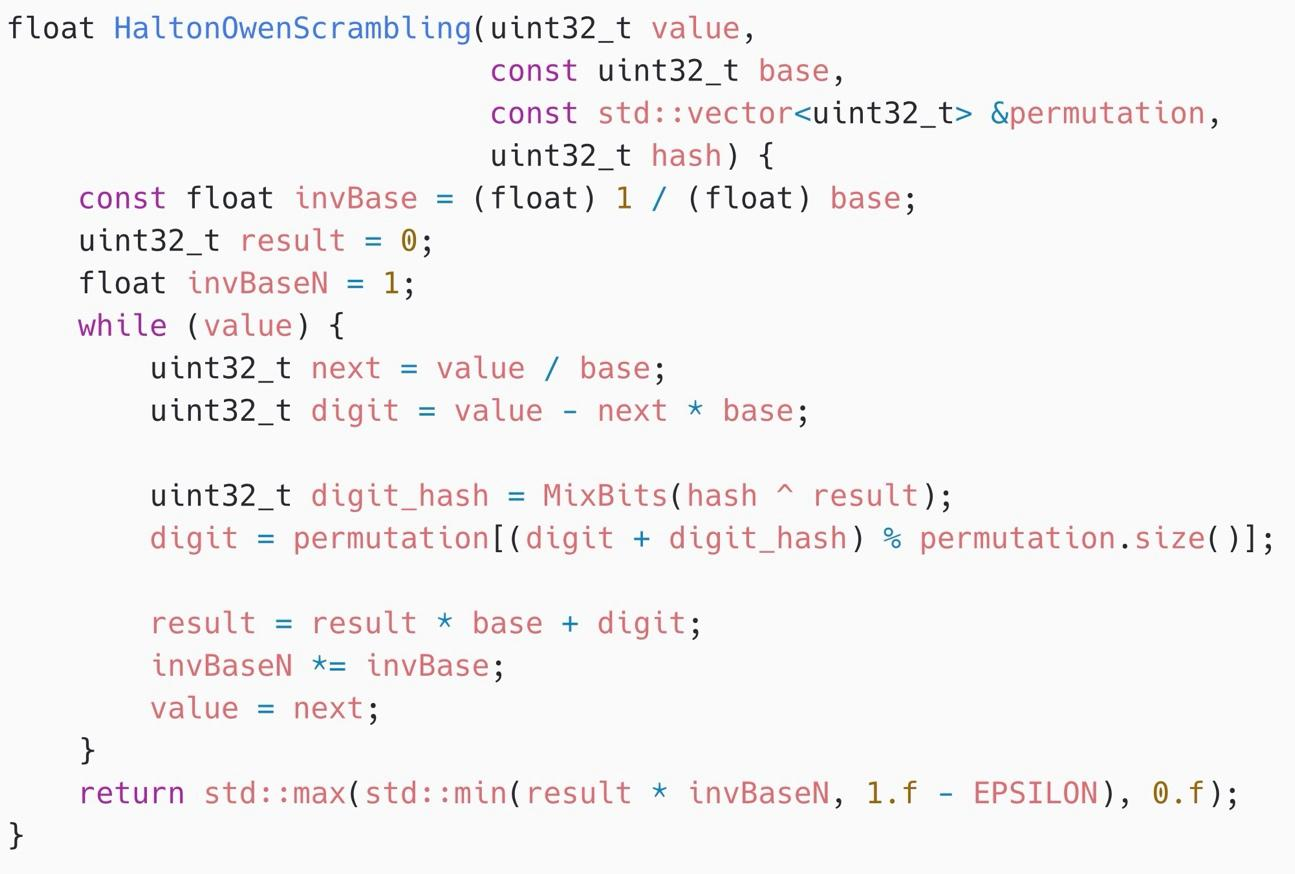 float HaltonOwenScrambling(uint32_t value,
                           const uint32_t base,
                           const std::vector<uint32_t> &permutation,
                           uint32_t hash) {
    const float invBase = (float) 1 / (float) base;
    uint32_t result = 0;
    float invBaseN = 1;
    while (value) {
        uint32_t next = value / base;
        uint32_t digit = value - next * base;

        uint32_t digit_hash = MixBits(hash ^ result);
        digit = permutation[(digit + digit_hash) % permutation.size()];

        result = result * base + digit;
        invBaseN *= invBase;
        value = next;
    }
    return std::max(std::min(result * invBaseN, 1.f - EPSILON), 0.f);
}